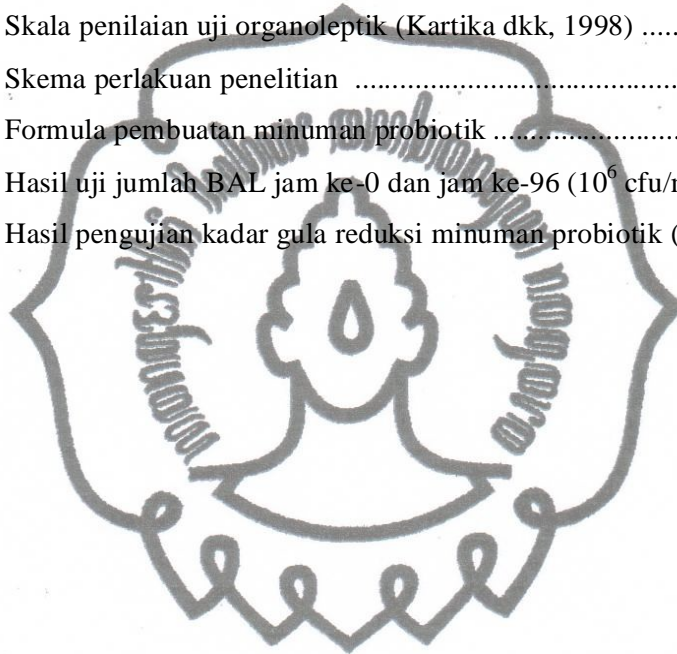 Skala penilaian uji organoleptik (Kartika dkk, 1998) .....
Skema perlakuan penelitian .............................................
Formula pembuatan minuman probiotik .........................
Hasil uji jumlah BAL jam ke-0 dan jam ke-96 (10⁶ cfu/
Hasil pengujian kadar gula reduksi minuman probiotik (